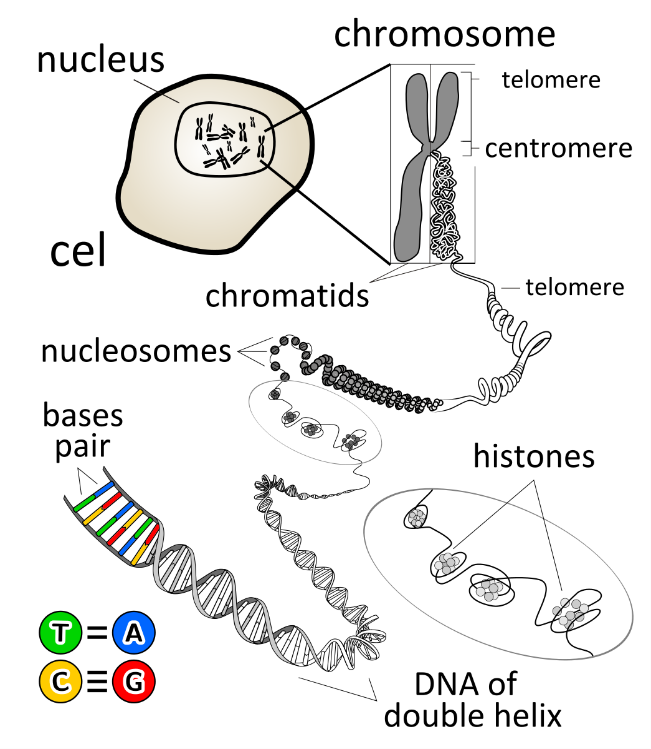 chromosome
nucleus
telomere
centromere
cel
chromatids
telomere
nucleosomes
bases
pair
histones
T = A
C ≡ G
DNA of
double helix